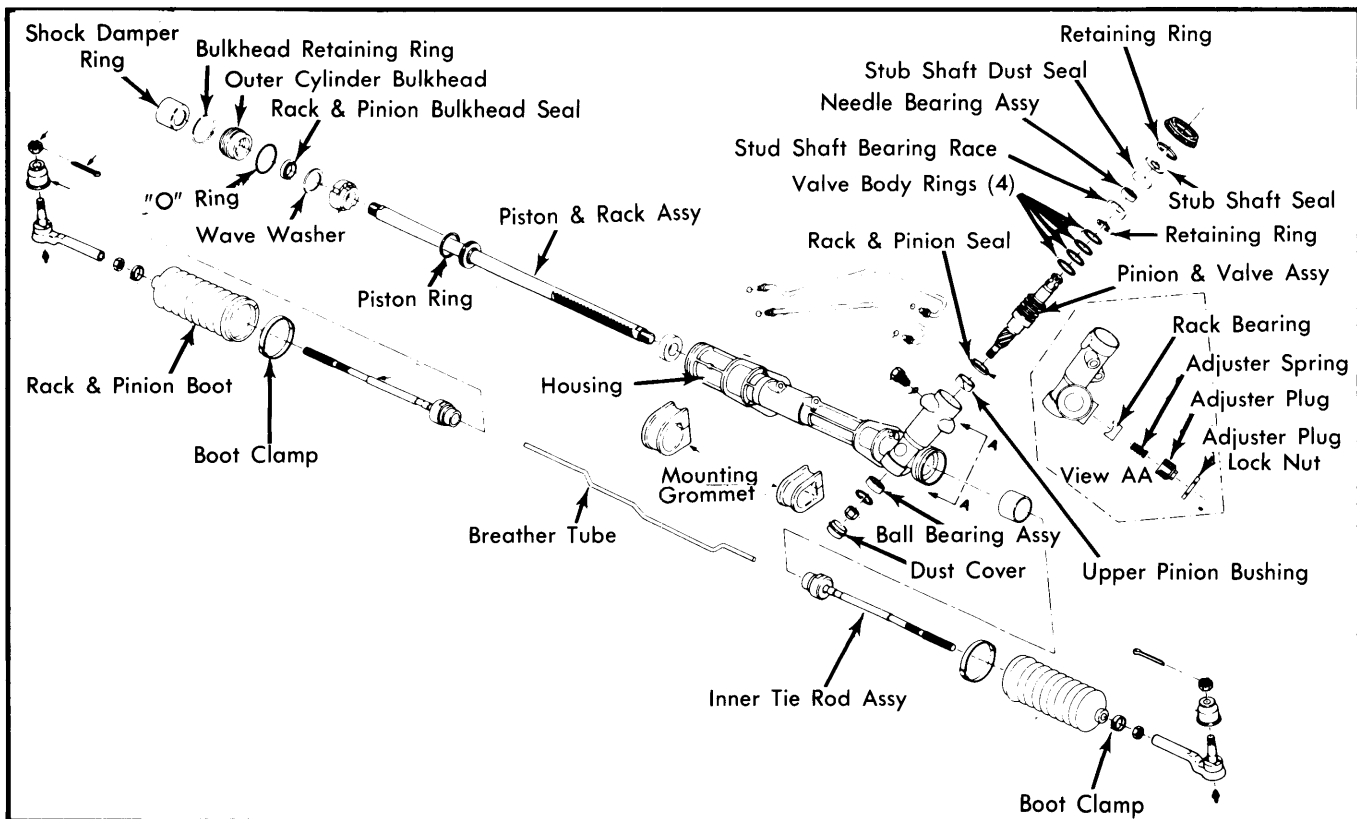 Shock Damper
Ring
Bulkhead Retaining Ring
Outer Cylinder Bulkhead
Rack & Pinion Bulkhead Seal
"O" Ring
Wave Washer
Piston & Rack Assy
Piston Ring
Rack & Pinion Boot
Boot Clamp
Housing
Mounting
Grommet
Breather Tube
Retaining Ring
Stub Shaft Dust Seal
Needle Bearing Assy
Stud Shaft Bearing Race
Valve Body Rings (4)
Stub Shaft Seal
Retaining Ring
Rack & Pinion Seal
Pinion & Valve Assy
Rack Bearing
Adjuster Spring
Adjuster Plug
Adjuster Plug
Lock Nut
View AA
A
A
Ball Bearing Assy
Dust Cover
Upper Pinion Bushing
Inner Tie Rod Assy
Boot Clamp